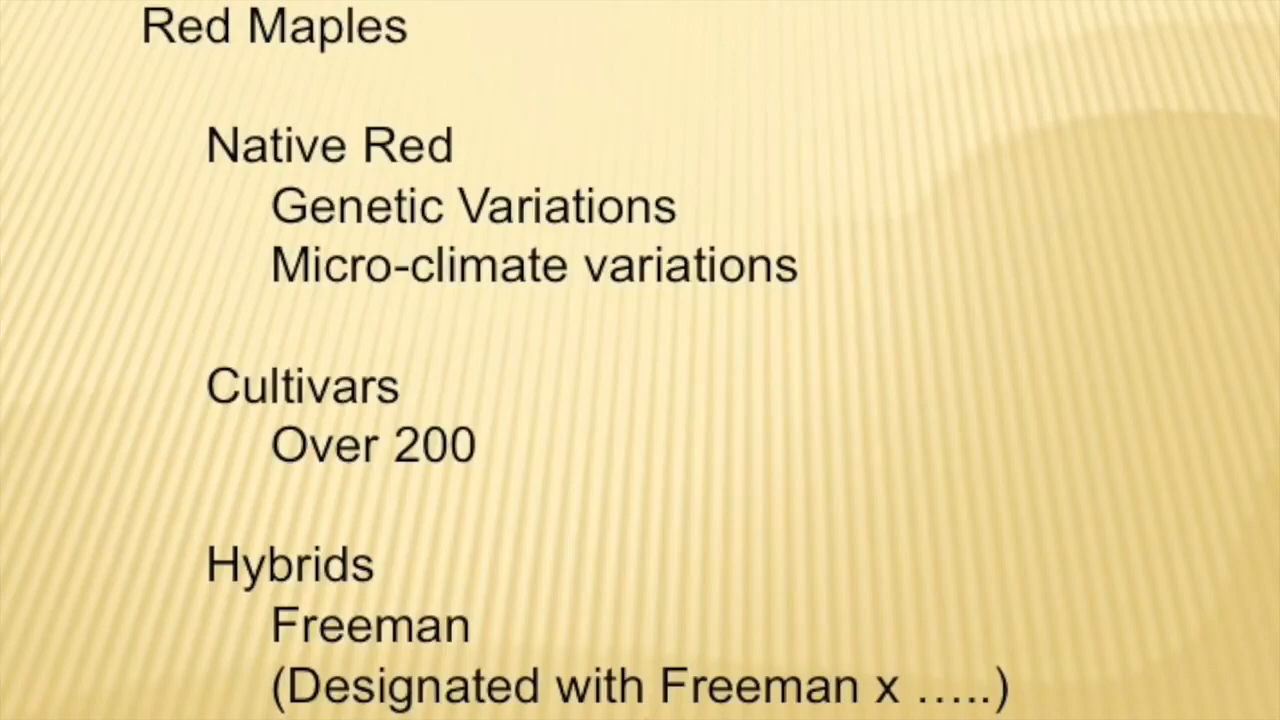 Red Maples
Native Red
Genetic Variations
Micro-climate variations
Cultivars
Over 200
Hybrids
Freeman
(Designated with Freeman x …..)